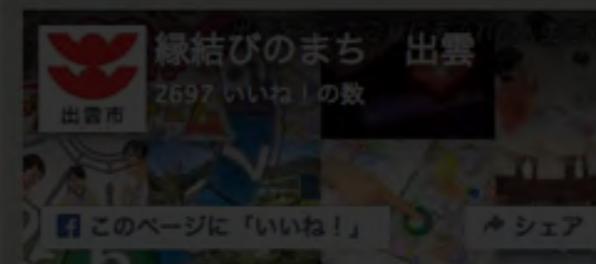 縁結びのまち　出雲
2697 いいね！の数
出雲市
このページに「いいね！」
シェア